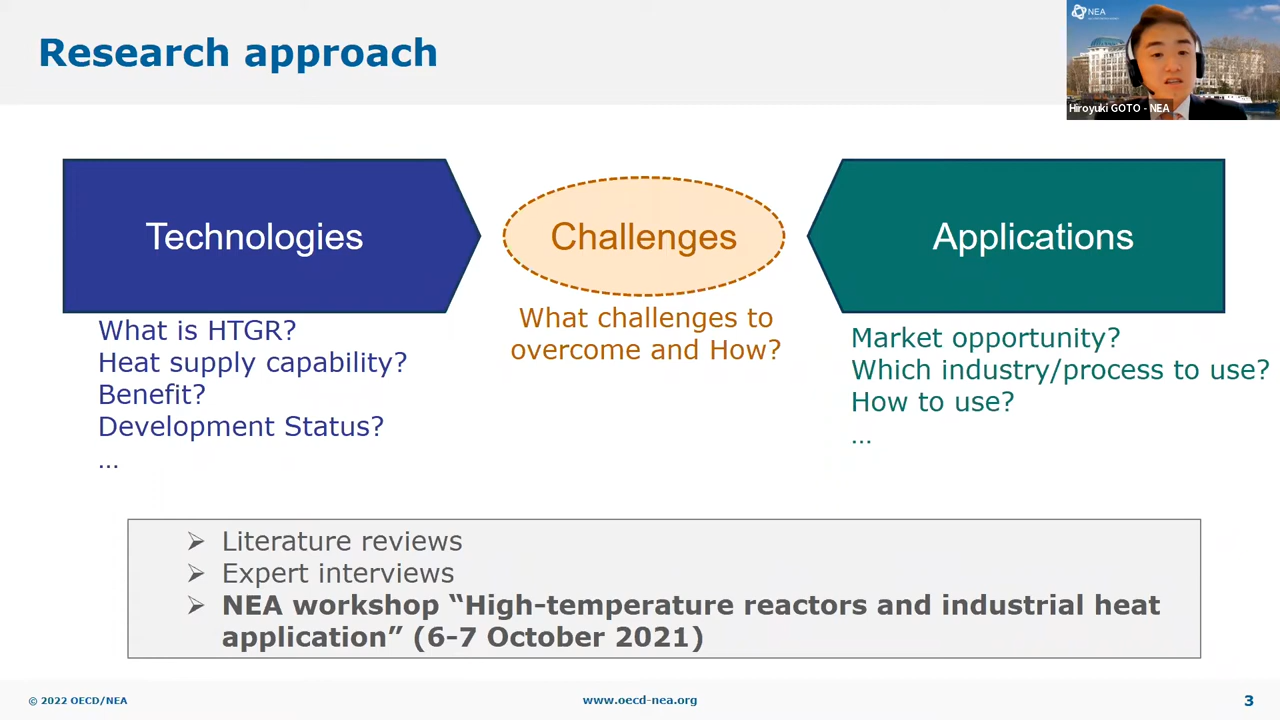 Research approach
NEA
Hiroyuki GOTO - NEA
Technologies
Challenges
Applications
What is HTGR?
Heat supply capability?
Benefit?
Development Status?
...
What challenges to
overcome and How?
Market opportunity?
Which industry/process to use?
How to use?
...
➢ Literature reviews
➢ Expert interviews
➢ NEA workshop “High-temperature reactors and industrial heat
application” (6-7 October 2021)
© 2022 OECD/NEA
www.oecd-nea.org
3